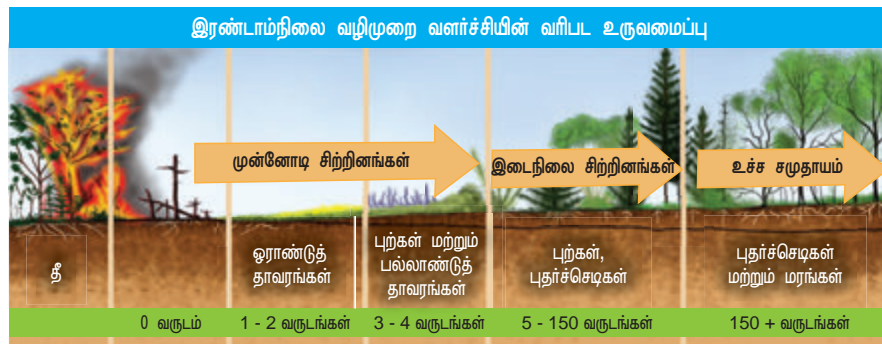 இரண்டாம்நிலை வழிமுறை வளர்ச்சியின் வரிபட உருவமைப்பு
முன்னோடி சிற்றினங்கள்
இடைநிலை சிற்றினங்கள்
உச்ச சமுதாயம்
தீ
ஓராண்டுத்
தாவரங்கள்
புற்கள் மற்றும்
பல்லாண்டுத்
தாவரங்கள்
புற்கள்,
புதர்ச்செடிகள்
புதர்ச்செடிகள்
மற்றும் மரங்கள்
0 வருடம்
1 - 2 வருடங்கள்
3 - 4 வருடங்கள்
5 - 150 வருடங்கள்
150 + வருடங்கள்